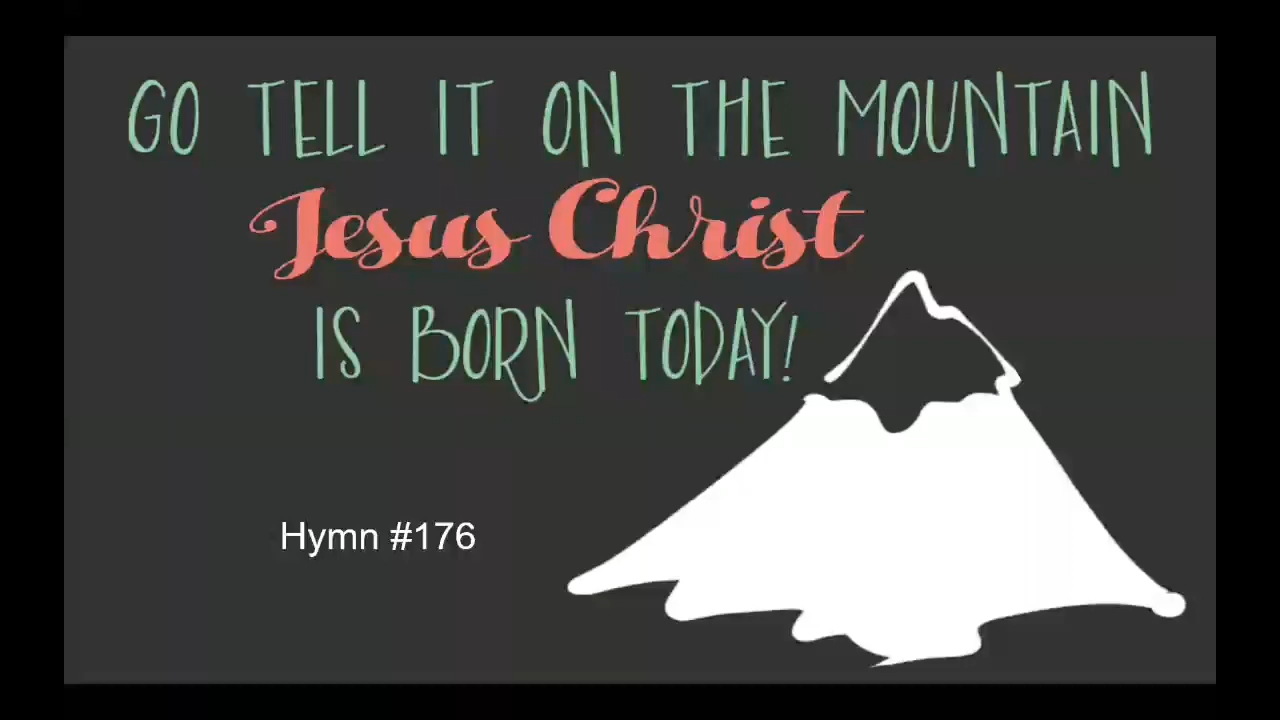 GO TELL IT ON THE MOUNTAIN
Jesus Christ
IS BORN TODAY!
Hymn #176